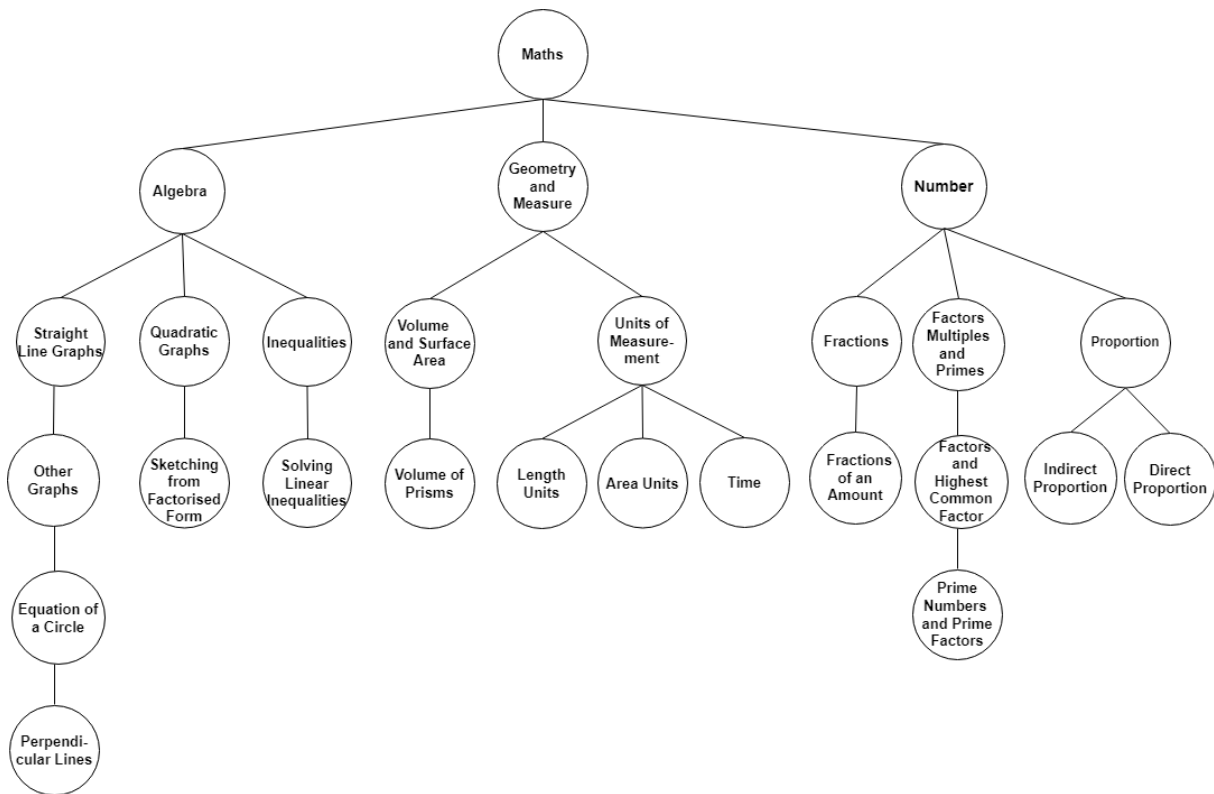 Maths
Algebra
Geometry
and
Measure
Number
Straight
Line Graphs
Quadratic
Graphs
Inequalities
Volume
and Surface
Area
Units of
Measure-
ment
Fractions
Factors
Multiples
and
Primes
Proportion
Other
Graphs
Sketching
from
Factorised
Form
Solving
Linear
Inequalities
Volume of
Prisms
Length
Units
Area Units
Time
Fractions
of an
Amount
Factors
and
Highest
Common
Factor
Indirect
Proportion
Direct
Proportion
Equation of
a Circle
Prime
Numbers
and Prime
Factors
Perpendi-
cular Lines